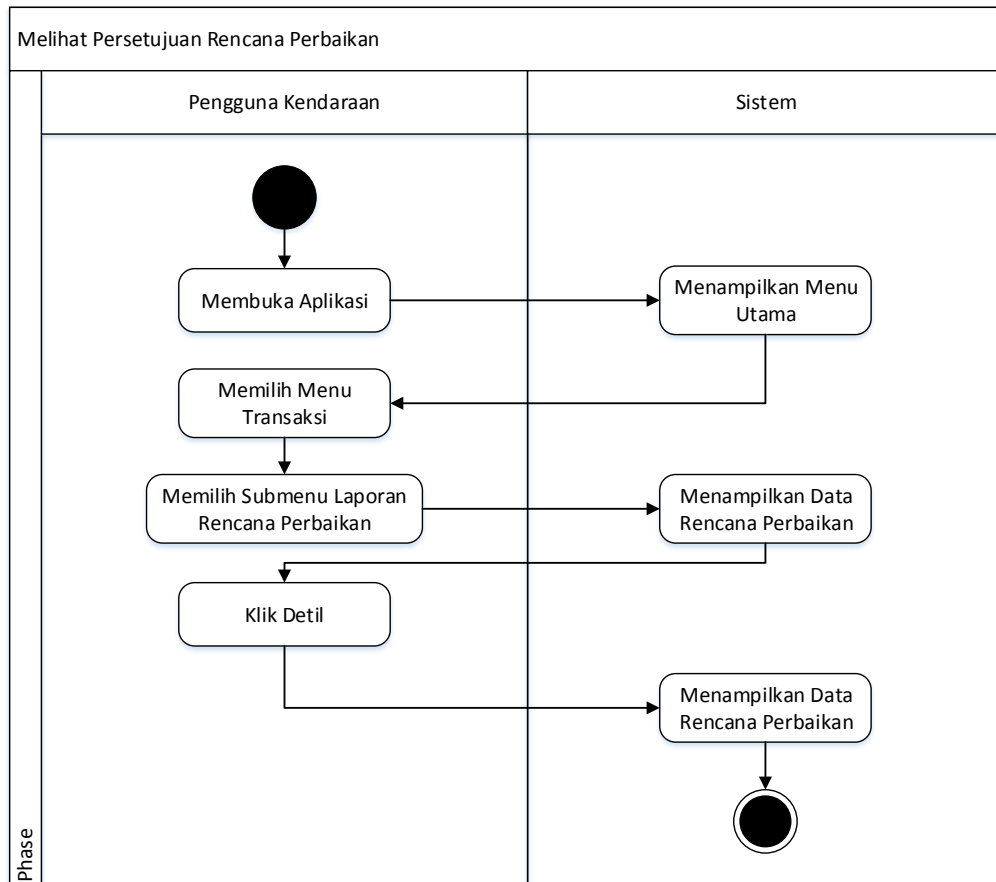 Melihat Persetujuan Rencana Perbaikan
Pengguna Kendaraan
Sistem
Membuka Aplikasi
Menampilkan Menu
Utama
Memilih Menu
Transaksi
Memilih Submenu Laporan
Rencana Perbaikan
Menampilkan Data
Rencana Perbaikan
Klik Detil
Menampilkan Data
Rencana Perbaikan
Phase